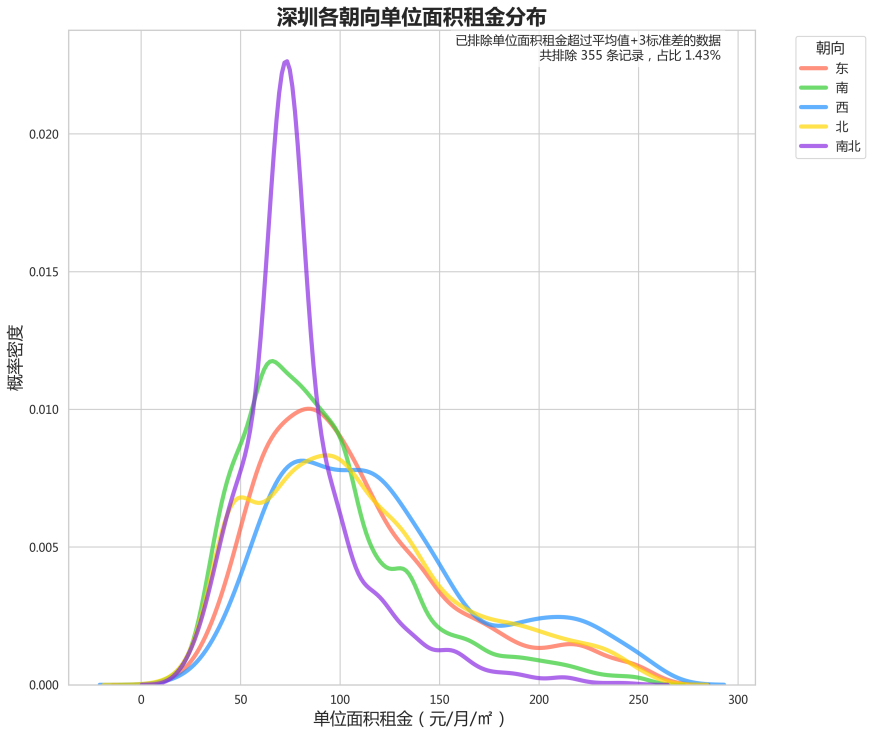 深圳各朝向单位面积租金分布
已排除单位面积租金超过平均值+3标准差的数据
共排除 355 条记录，占比 1.43%
朝向
东
南
西
北
南北
概率密度
0.020
0.015
0.010
0.005
0.000
0
50
100
150
200
250
300
单位面积租金（元/月/㎡）